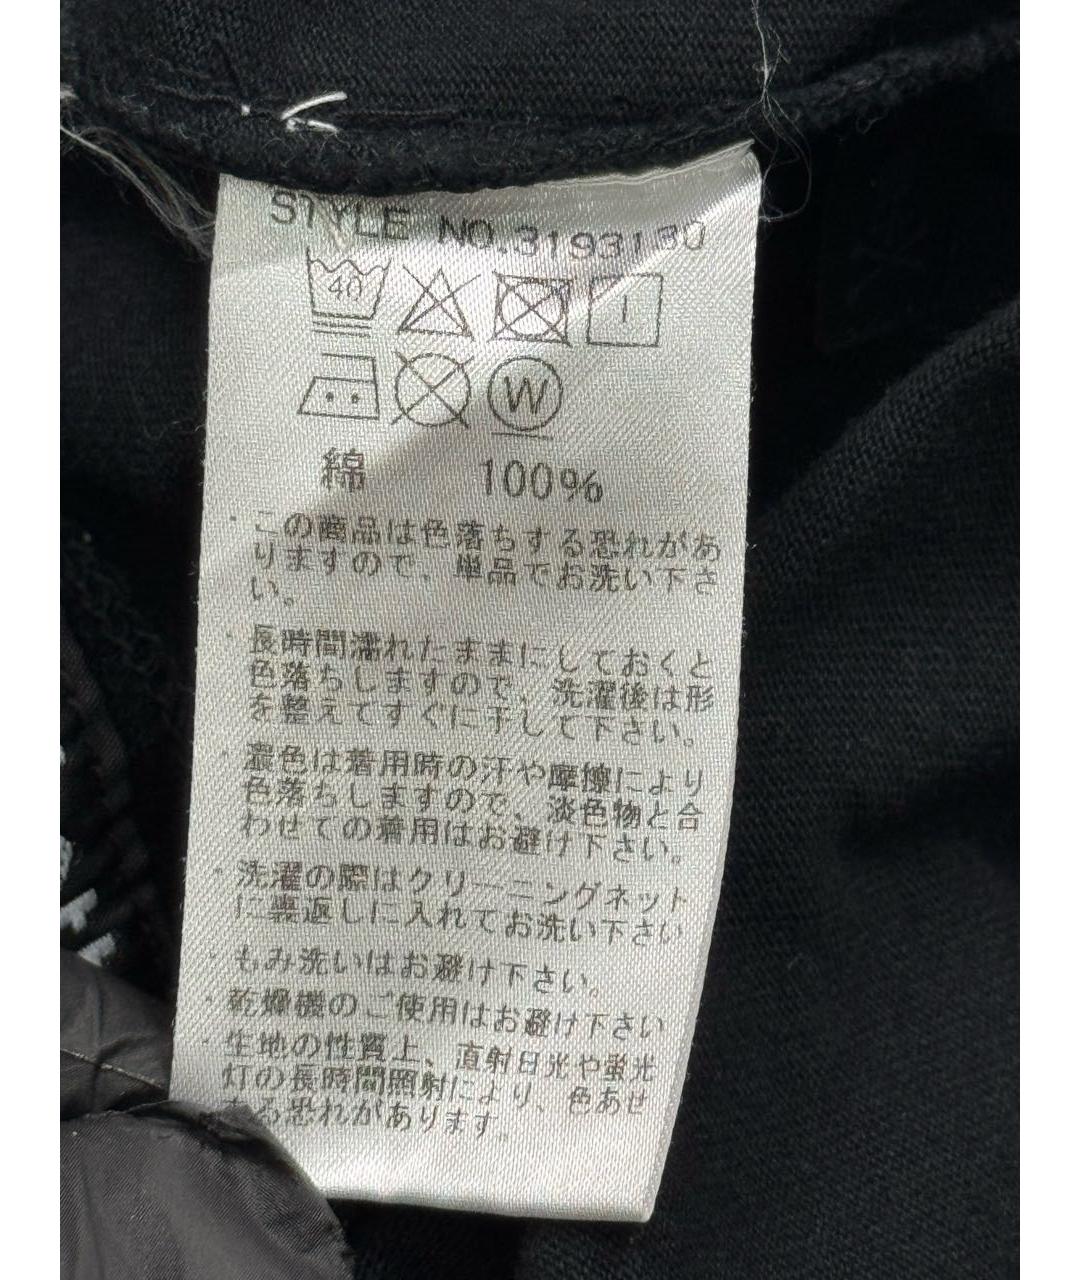 STYLE NO.3193130
40
W
綿 100%
・この商品は色落ちする恐れがあ
りますので、単品でお洗い下さ
い。
・長時間濡れたままにしておくと
色落ちしますので、洗濯後は形
を整えてすぐに干して下さい。
・濃色は着用時の汗や摩擦により
色落ちしますので、淡色物と合
わせての着用はお避け下さい。
・洗濯の際はクリーニングネット
に裏返しに入れてお洗い下さい
・もみ洗いはお避け下さい。
・乾燥機のご使用はお避け下さい
・生地の性質上、直射日光や蛍光
灯の長時間照射により、色あせ
する恐れがあります。